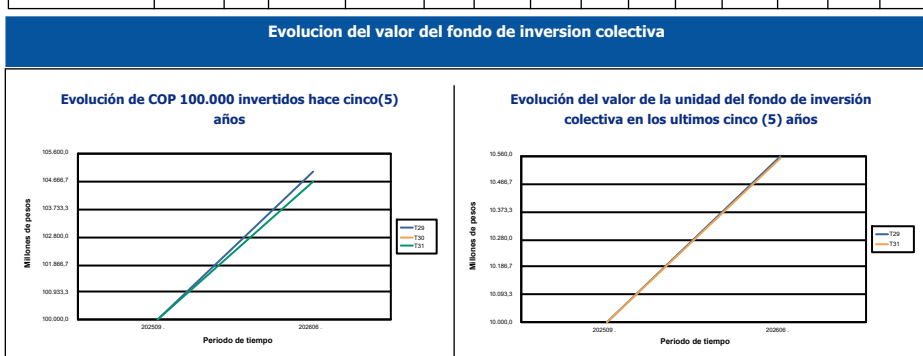 Evolucion del valor del fondo de inversion colectiva
Evolución de COP 100.000 invertidos hace cinco(5)
años
105.600,0
104.666,7
103.733,3
102.800,0
101.866,7
100.933,3
100.000,0
Millones de pesos
202509 .
202606 .
Periodo de tiempo
T29
T30
T31
Evolución del valor de la unidad del fondo de inversión
colectiva en los ultimos cinco (5) años
10.560,0
10.466,7
10.373,3
10.280,0
10.186,7
10.093,3
10.000,0
Millones de pesos
202509 .
202606 .
Periodo de tiempo
T29
T31